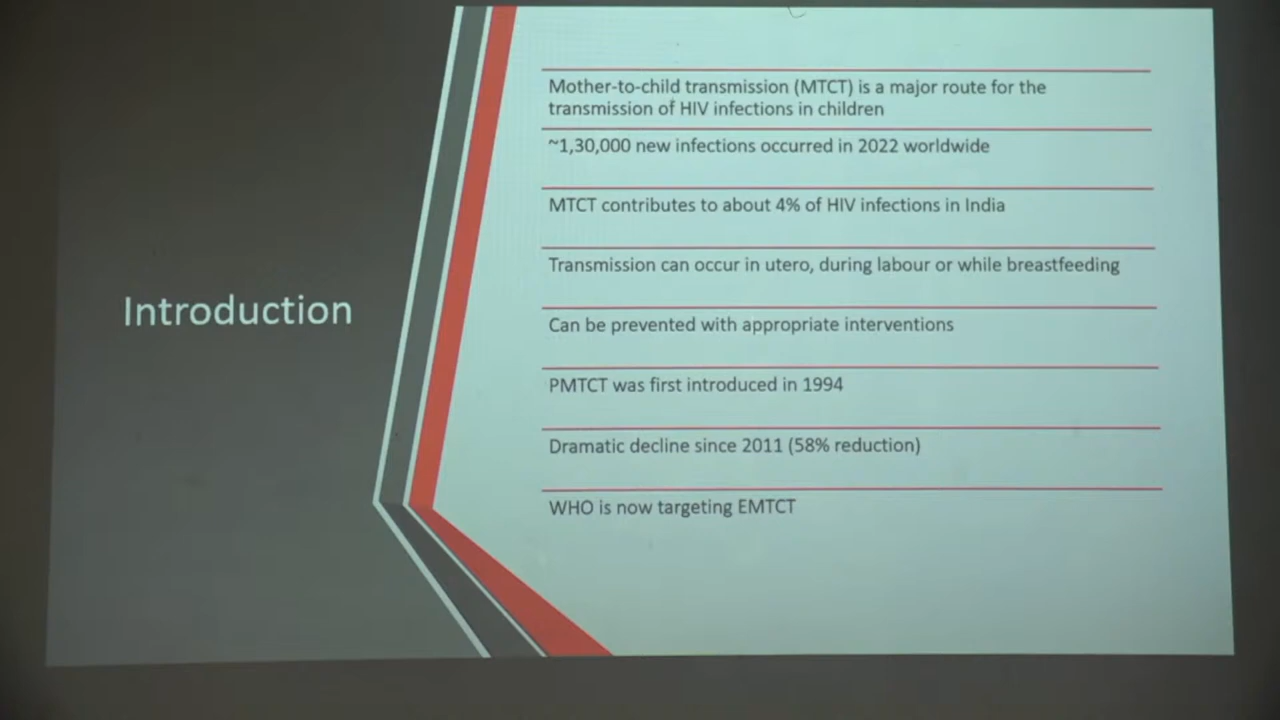 Introduction
Mother-to-child transmission (MTCT) is a major route for the
transmission of HIV infections in children
~1,30,000 new infections occurred in 2022 worldwide
MTCT contributes to about 4% of HIV infections in India
Transmission can occur in utero, during labour or while breastfeeding
Can be prevented with appropriate interventions
PMTCT was first introduced in 1994
Dramatic decline since 2011 (58% reduction)
WHO is now targeting EMTCT